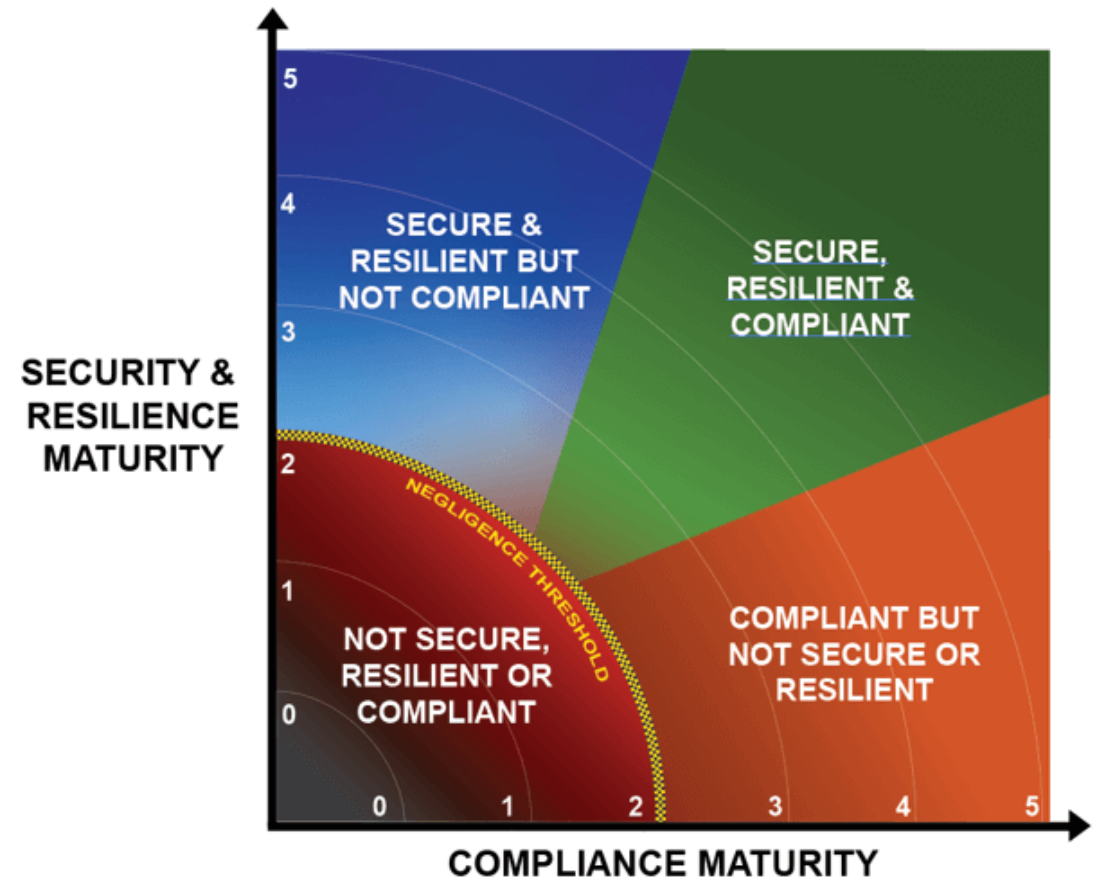 5
4
3
2
1
0
SECURITY &
RESILIENCE
MATURITY
SECURE &
RESILIENT BUT
NOT COMPLIANT
SECURE,
RESILIENT &
COMPLIANT
NEGLIGENCE THRESHOLD
NOT SECURE,
RESILIENT OR
COMPLIANT
COMPLIANT BUT
NOT SECURE OR
RESILIENT
0 1 2 3 4 5
COMPLIANCE MATURITY